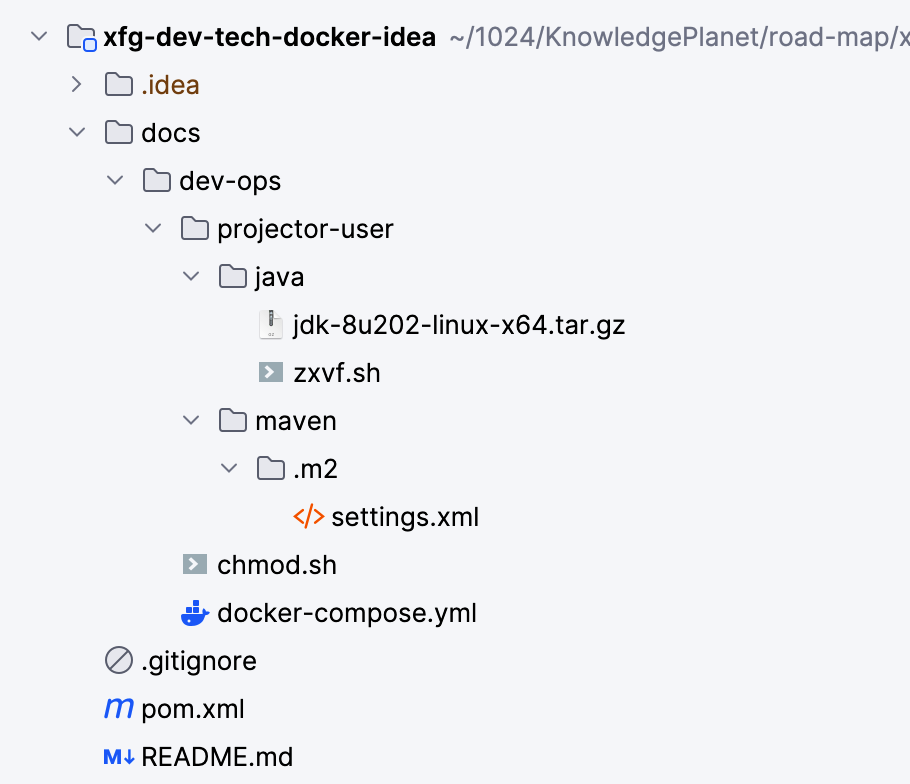 xfg-dev-tech-docker-idea ~/1024/KnowledgePlanet/road-map/x
.idea
docs
dev-ops
projector-user
java
jdk-8u202-linux-x64.tar.gz
zxvf.sh
maven
.m2
settings.xml
chmod.sh
docker-compose.yml
.gitignore
pom.xml
README.md